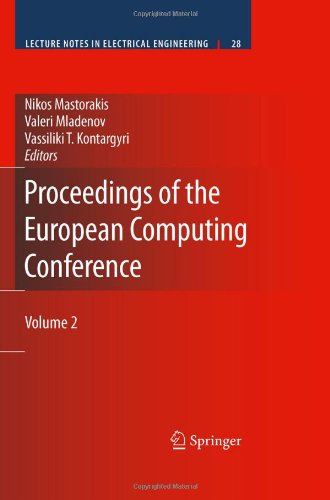 LECTURE NOTES IN ELECTRICAL ENGINEERING 28
Nikos Mastorakis
Valeri Mladenov
Vassiliki T. Kontargyri
Editors
Proceedings of the
European Computing
Conference
Volume 2
Springer